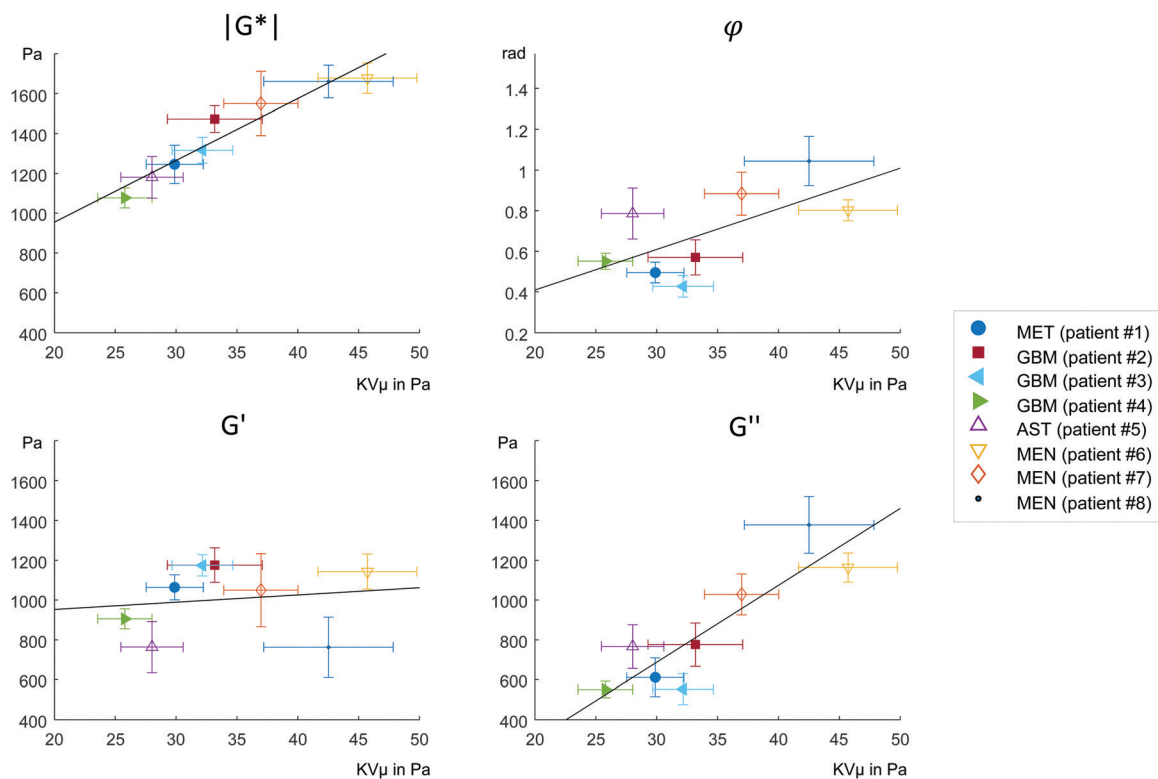 |G*|
Pa
1600
1400
1200
1000
800
600
400
20 25 30 35 40 45 50
KVμ in Pa
φ
rad
1.4
1.2
1
0.8
0.6
0.4
0.2
20 25 30 35 40 45 50
KVμ in Pa
G'
Pa
1600
1400
1200
1000
800
600
400
20 25 30 35 40 45 50
KVμ in Pa
G''
Pa
1600
1400
1200
1000
800
600
400
20 25 30 35 40 45 50
KVμ in Pa
MET (patient #1)
GBM (patient #2)
GBM (patient #3)
GBM (patient #4)
AST (patient #5)
MEN (patient #6)
MEN (patient #7)
MEN (patient #8)